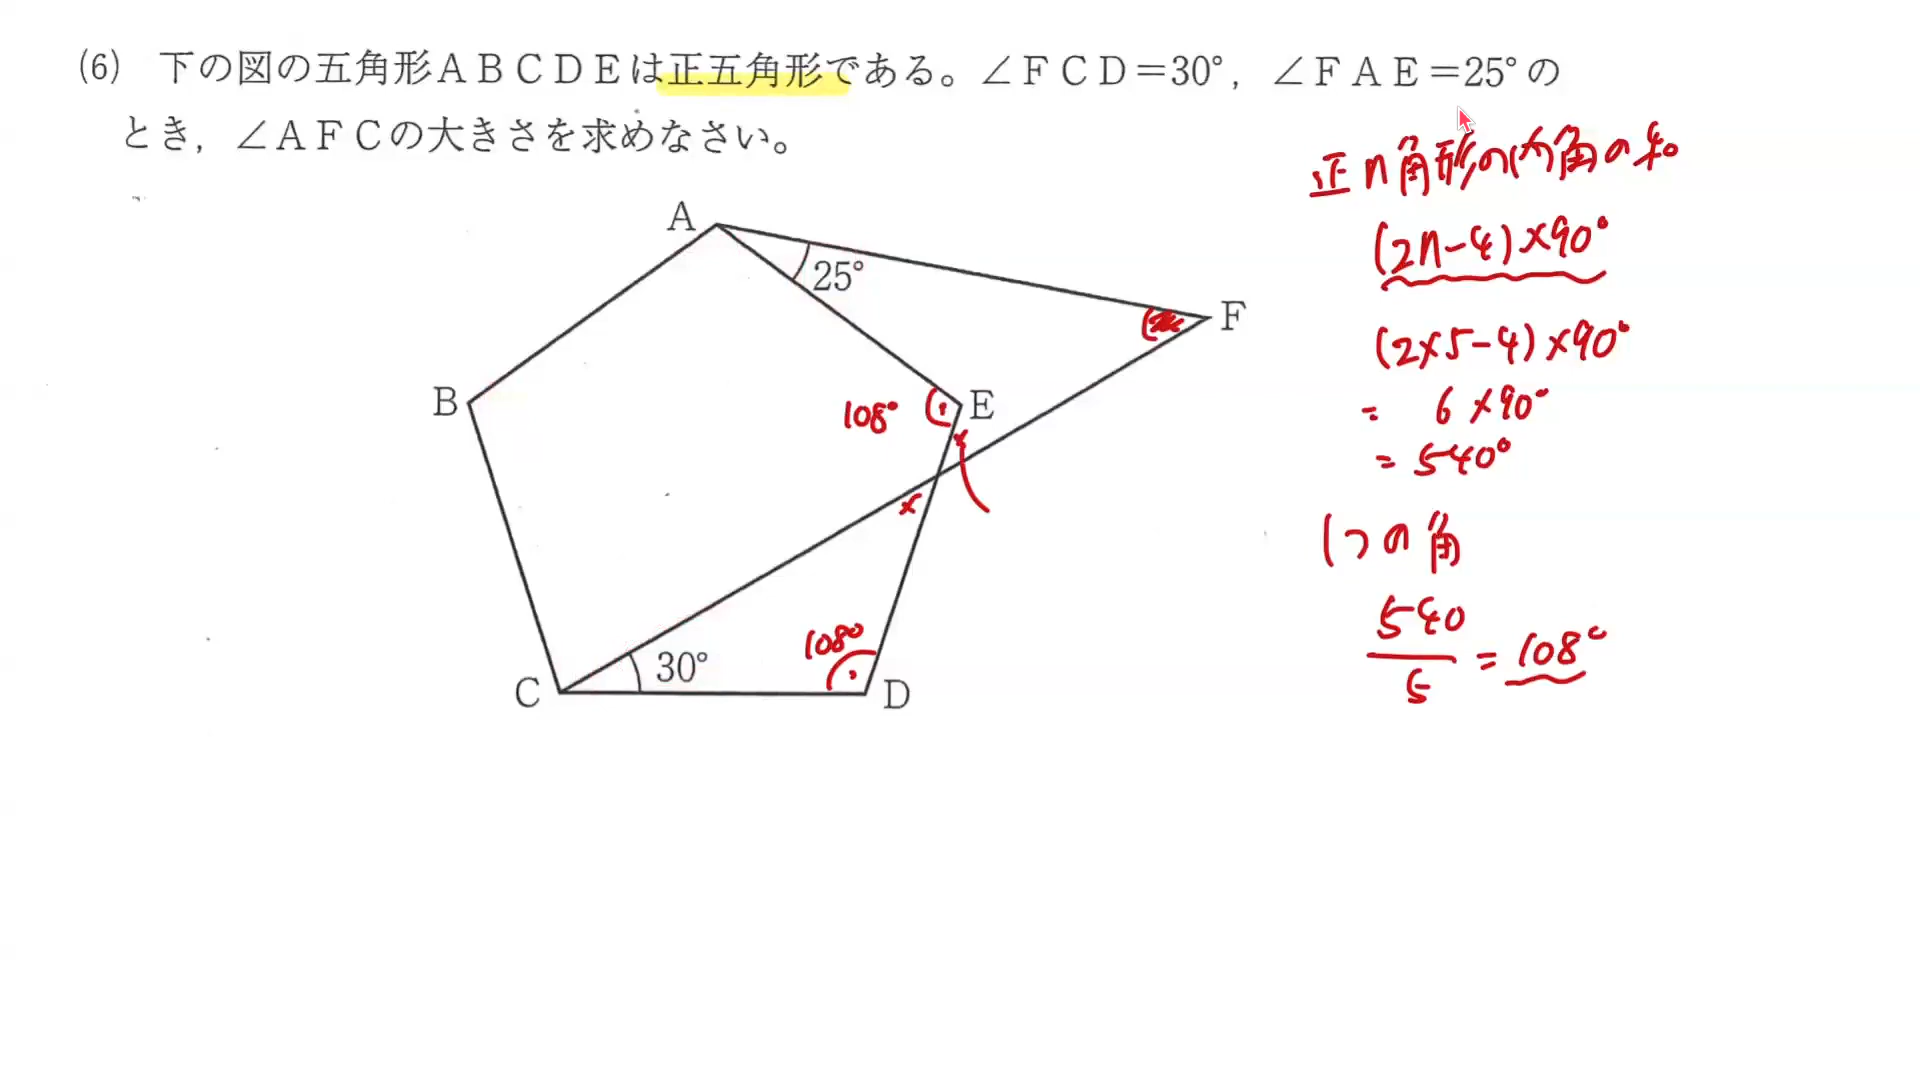 (6) 下の図の五角形ＡＢＣＤＥは正五角形である。∠ＦＣＤ＝30°，∠ＦＡＥ＝25°の
とき，∠ＡＦＣの大きさを求めなさい。
正n角形の内角の和
(2n-4)×90°
A
25°
F
(2×5-4)×90°
B
108°
E
= 6×90°
= 540°
×
×
1つの角
540/5 = 108°
108°
30°
C
D